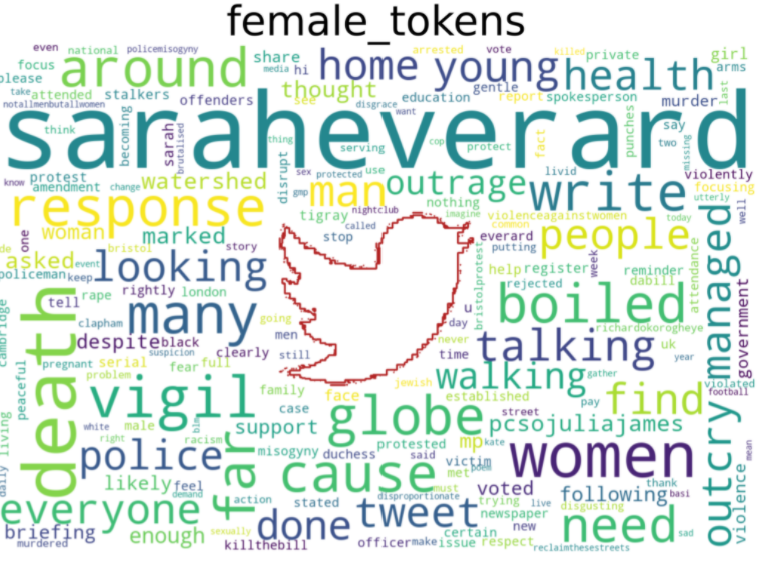 female_tokens
even national policemisogyny share home young arrested vote killed private girl
focus around media hi health arms
please thought gentle
take attended stalkers offenders see education report spokesperson murder last
notallmenbutallwomen disgrace want
saraheverard
think becoming sarah brutalised thing serving cop protect fact punches say two missing
know protest watershed disrupt sex protected use livid violently
amendment change gmp man outrage write focusing
response nothing utterly
tigray nightclub imagine violenceagainstwomen today well
woman marked called common people
de one bristol story stop everard putting
asked looking help register week reminder attendance
policeman keep event rejected dabill
rape rightly london bristolprotest boiled managed
tell many going u government
cambridge clapham men day richardokorogheye
death despite black never talking uk
suspicion clearly still time year
peaceful pregnant serial fear full walking gather
problem family jewish violated
vigil face established pay find football
living white male case globe street
right racism support pcsojuliajames
police misogyny protested mp kate women outcry
duchess said victim mean
daily likely feel far cause met poem
demand action must voted following thank basi violence
everyone stated disproportionate trying live disgusting
done tweet newspaper need sad
briefing enough certain new
murdered sexually killthebill officer make issue respect reclaimthesestreets